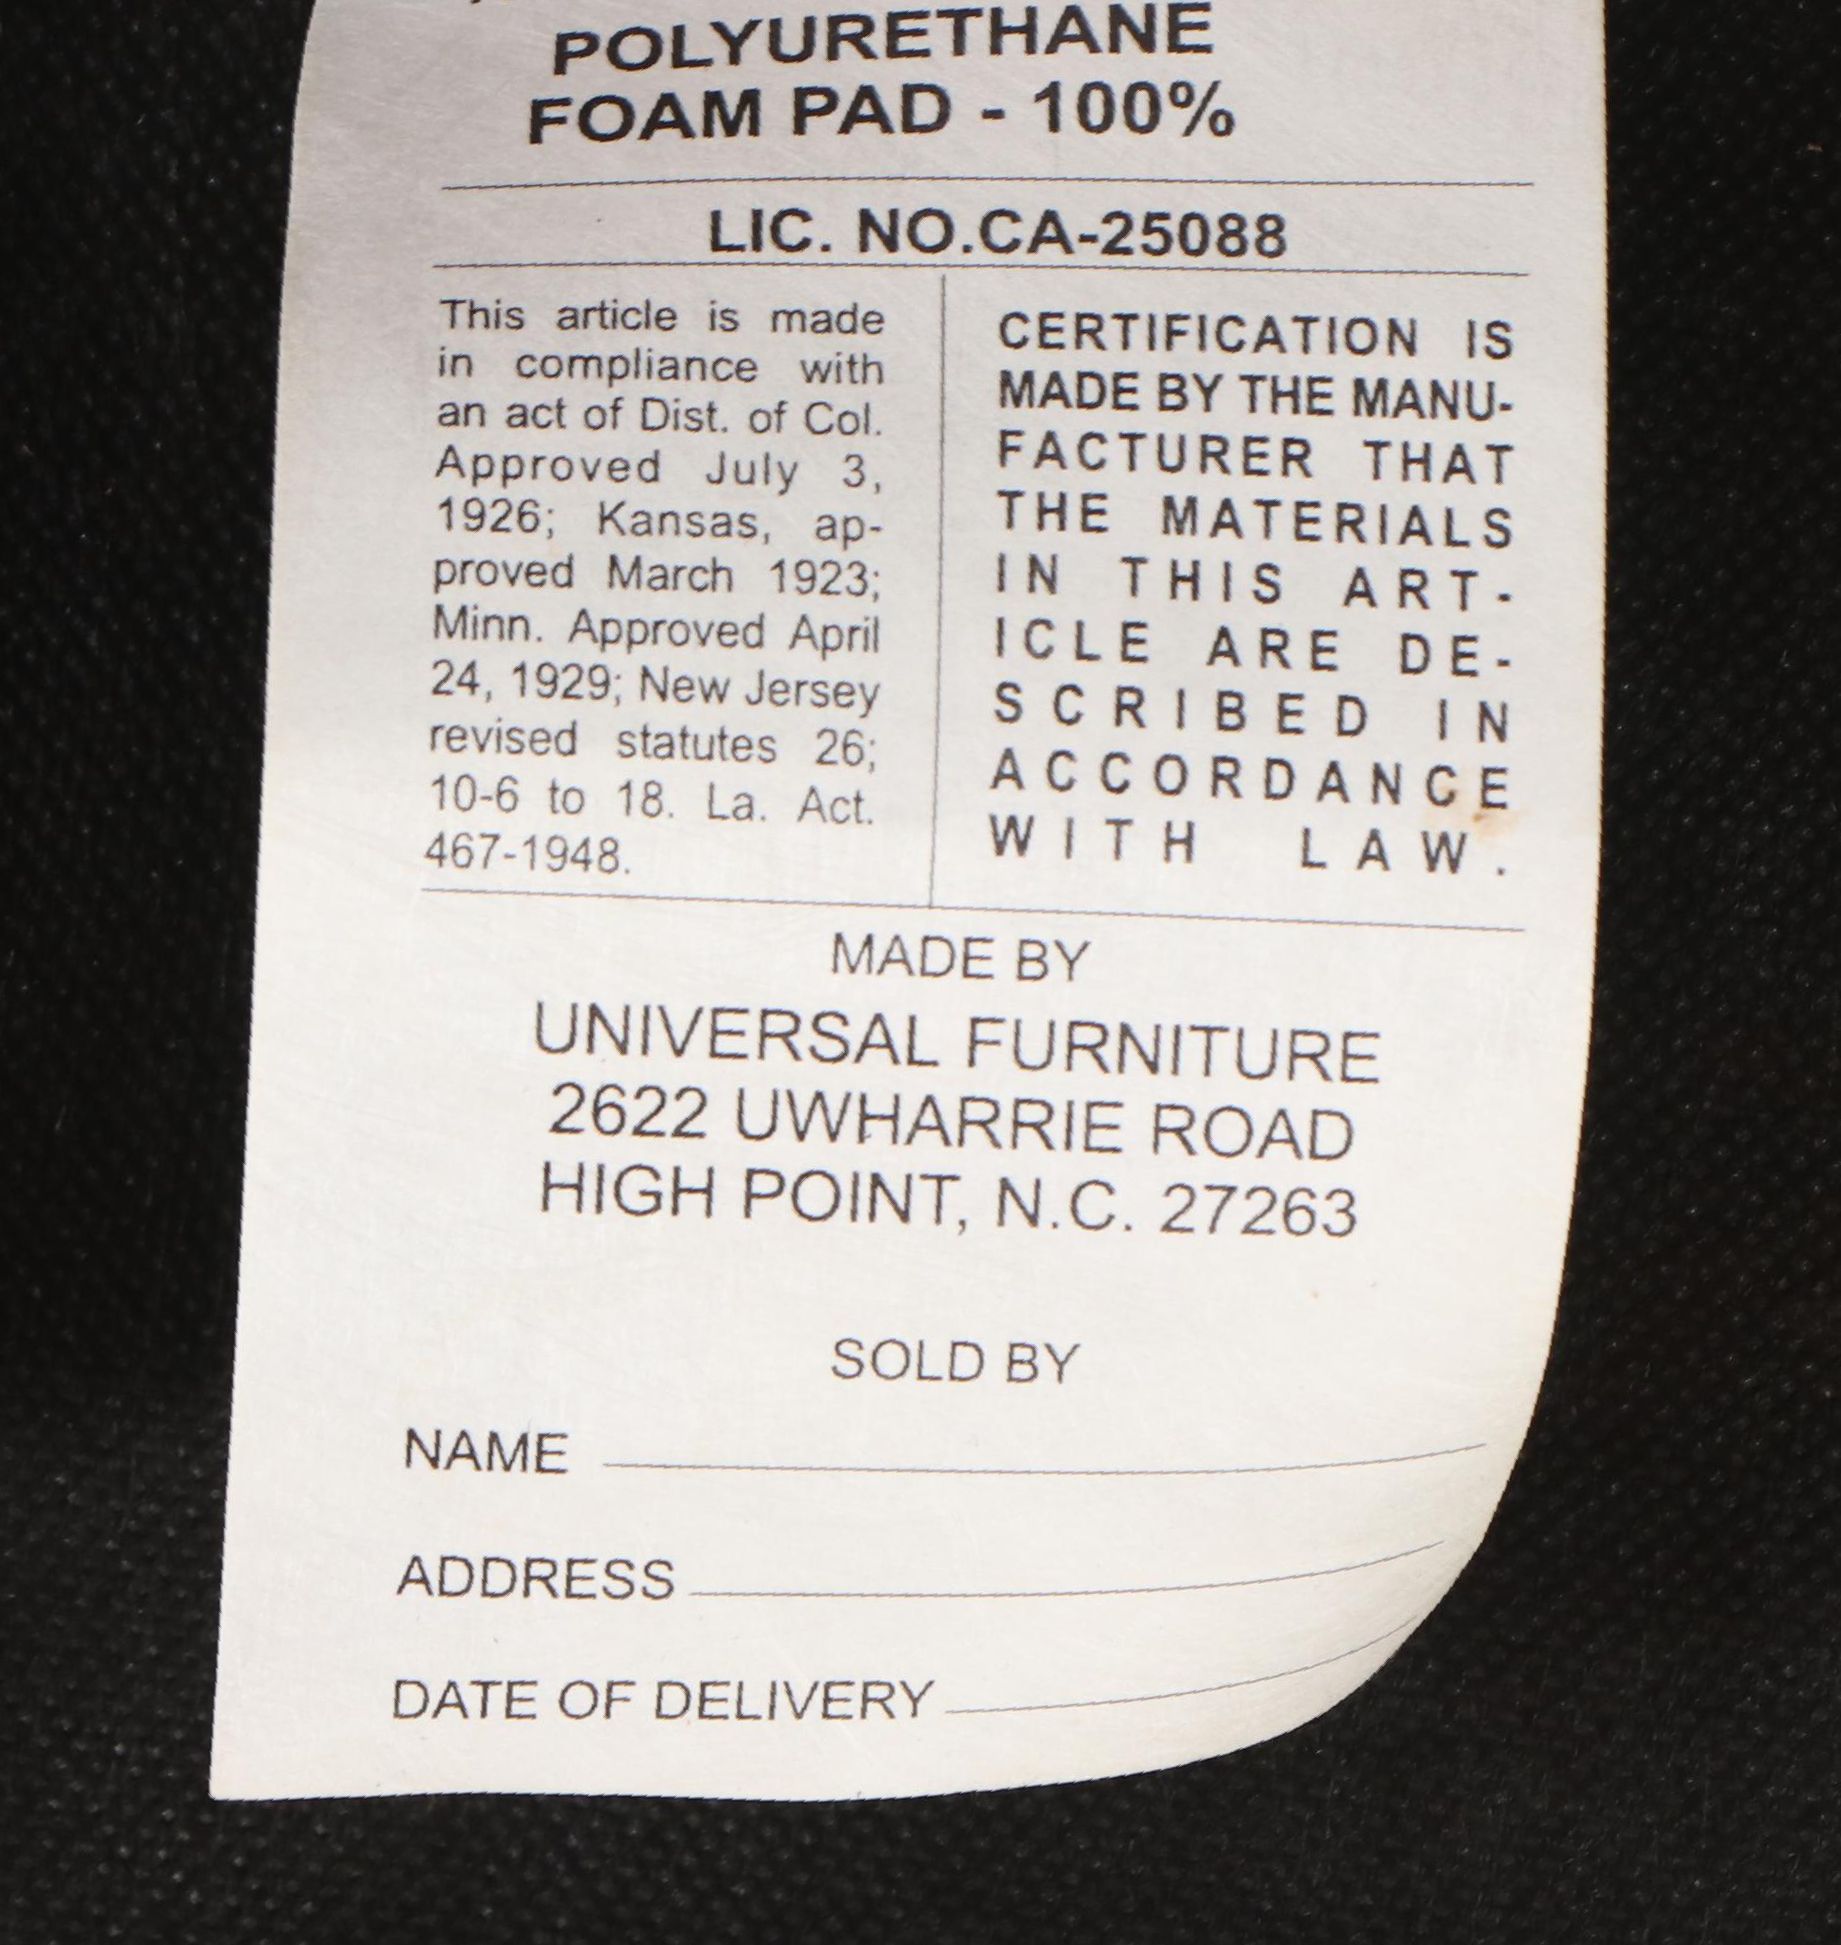 POLYURETHANE
FOAM PAD - 100%
LIC. NO.CA-25088
This article is made
in compliance with
an act of Dist. of Col.
Approved July 3,
1926; Kansas, ap-
proved March 1923;
Minn. Approved April
24, 1929; New Jersey
revised statutes 26;
10-6 to 18. La. Act.
467-1948.
CERTIFICATION IS
MADE BY THE MANU-
FACTURER THAT
THE MATERIALS
IN THIS ART-
ICLE ARE DE-
SCRIBED IN
ACCORDANCE
WITH LAW.
MADE BY
UNIVERSAL FURNITURE
2622 UWHARRIE ROAD
HIGH POINT, N.C. 27263
SOLD BY
NAME
ADDRESS
DATE OF DELIVERY